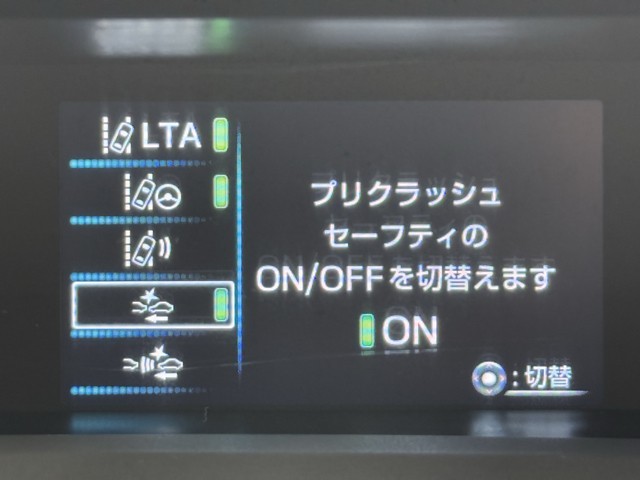 LTA
プリクラッシュ
セーフティの
ON/OFFを切替えます
ON
:切替